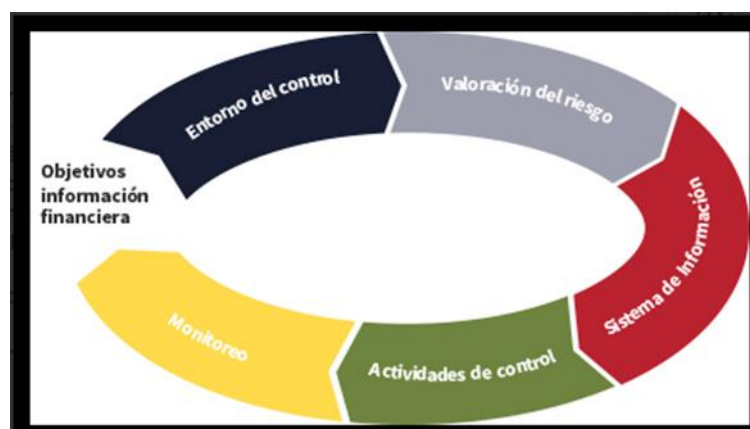 Entorno del control
Valoración del riesgo
Objetivos
información
financiera
Sistema de Información
Monitoreo
Actividades de control